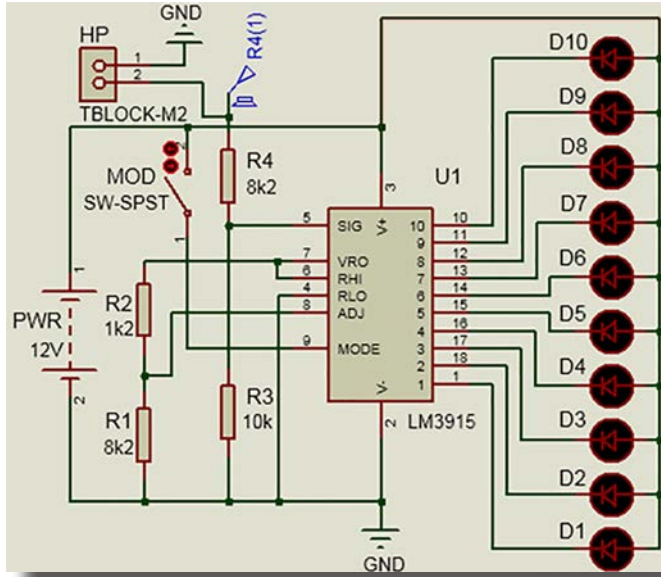 GND
HP
1
2
R4(1)
TBLOCK-M2
D10
D9
D8
D7
D6
D5
D4
D3
D2
D1
2
MOD
SW-SPST
1
R4
8k2
3
U1
5
SIG
V+
10
10
9
11
8
12
7
13
6
14
5
15
4
16
3
17
2
18
1
1
7
VRO
6
RHI
4
RLO
8
ADJ
9
MODE
V-
2
LM3915
1
PWR
12V
2
R2
1k2
R1
8k2
R3
10k
GND